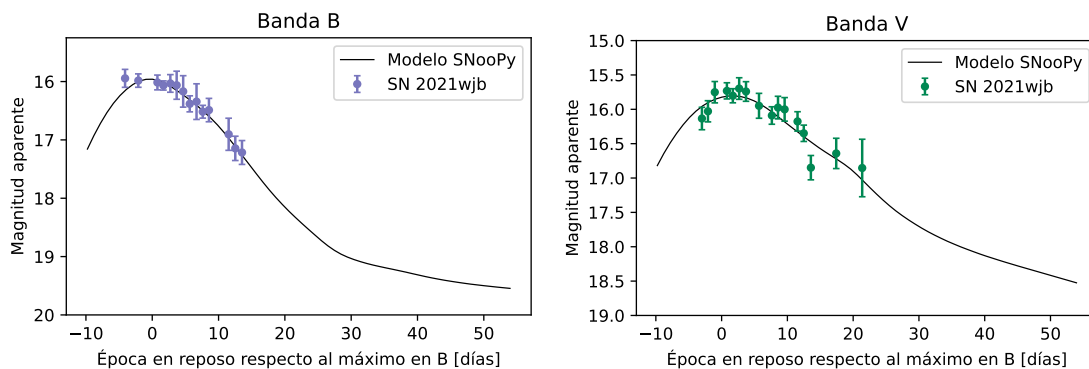 Banda B
Magnitud aparente
16
17
18
19
20
Modelo SNooPy
SN 2021wjb
−10 0 10 20 30 40 50
Época en reposo respecto al máximo en B [días]
Banda V
Magnitud aparente
15.0
15.5
16.0
16.5
17.0
17.5
18.0
18.5
19.0
Modelo SNooPy
SN 2021wjb
−10 0 10 20 30 40 50
Época en reposo respecto al máximo en B [días]